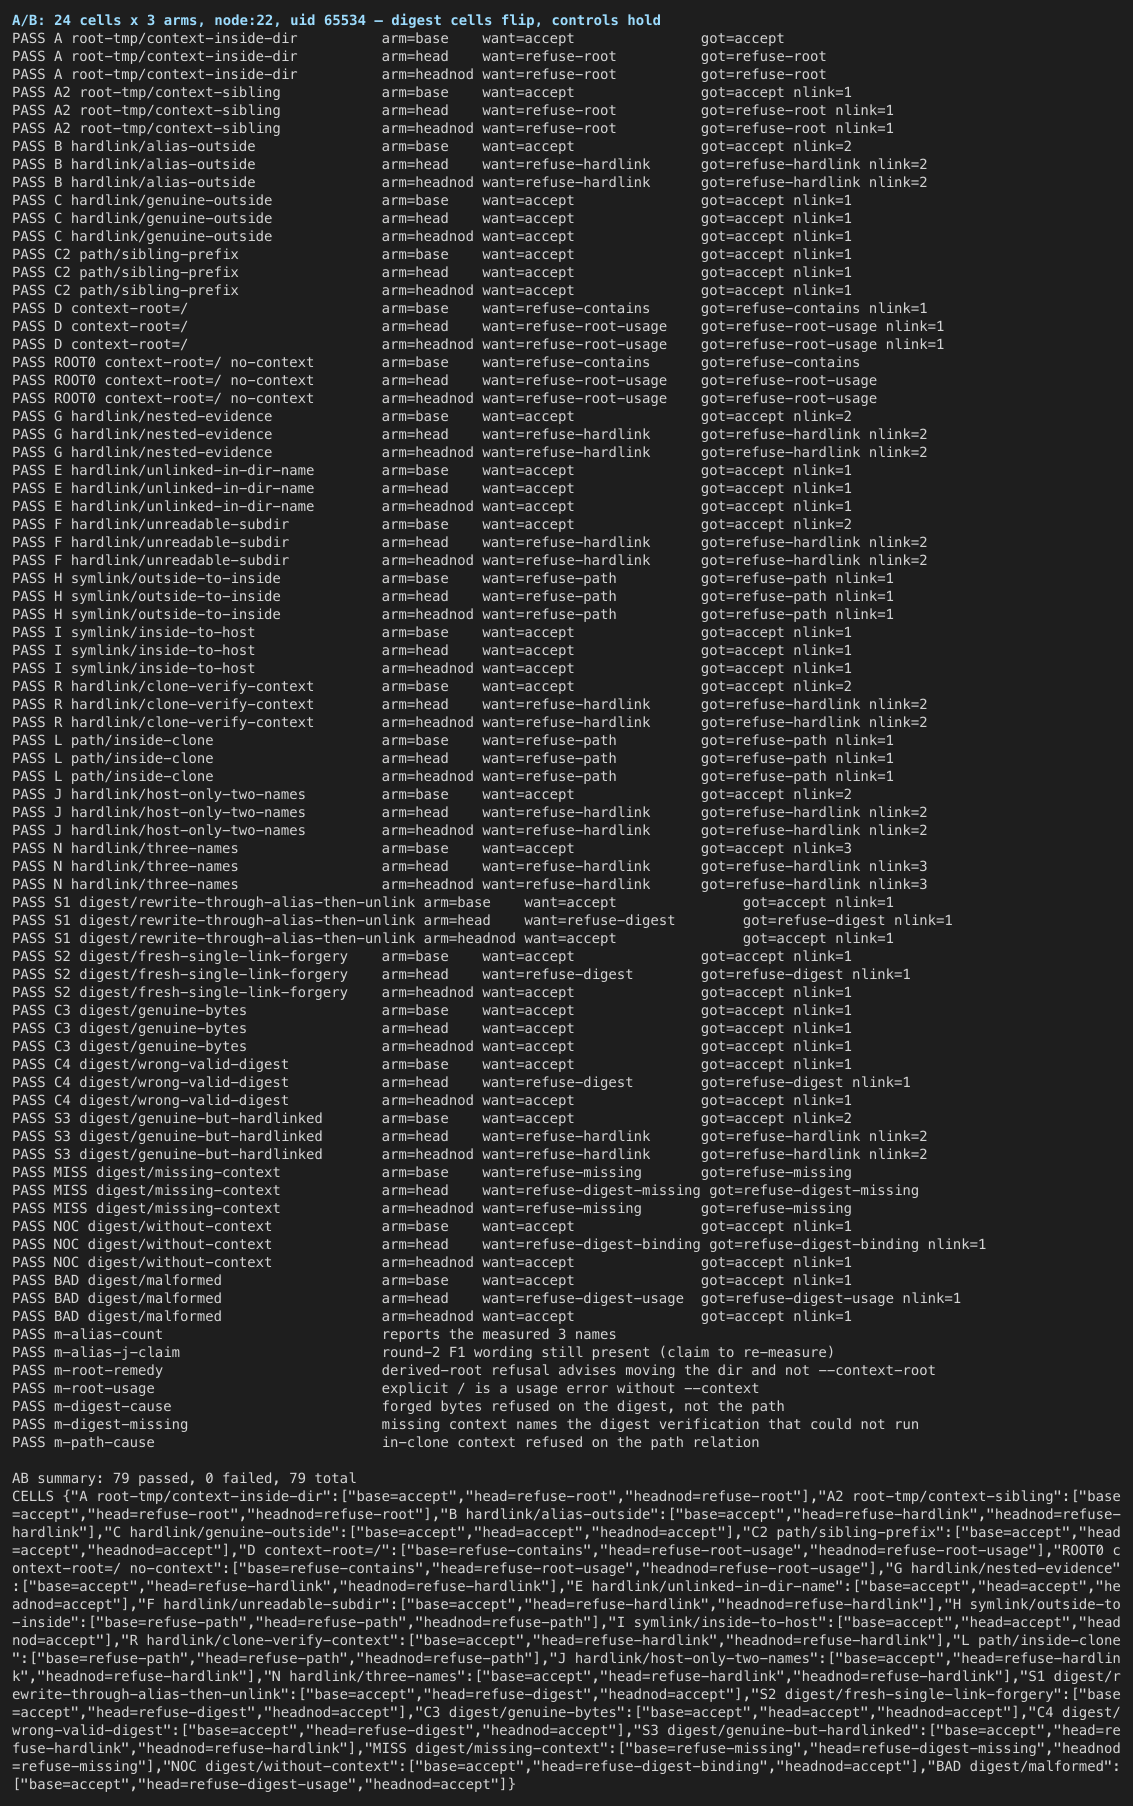 A/B: 24 cells x 3 arms, node:22, uid 65534 — digest cells flip, controls hold
PASS A root-tmp/context-inside-dir arm=base want=accept got=accept
PASS A root-tmp/context-inside-dir arm=head want=refuse-root got=refuse-root
PASS A root-tmp/context-inside-dir arm=headnod want=refuse-root got=refuse-root
PASS A2 root-tmp/context-sibling arm=base want=accept got=accept nlink=1
PASS A2 root-tmp/context-sibling arm=head want=refuse-root got=refuse-root nlink=1
PASS A2 root-tmp/context-sibling arm=headnod want=refuse-root got=refuse-root nlink=1
PASS B hardlink/alias-outside arm=base want=accept got=accept nlink=2
PASS B hardlink/alias-outside arm=head want=refuse-hardlink got=refuse-hardlink nlink=2
PASS B hardlink/alias-outside arm=headnod want=refuse-hardlink got=refuse-hardlink nlink=2
PASS C hardlink/genuine-outside arm=base want=accept got=accept nlink=1
PASS C hardlink/genuine-outside arm=head want=accept got=accept nlink=1
PASS C hardlink/genuine-outside arm=headnod want=accept got=accept nlink=1
PASS C2 path/sibling-prefix arm=base want=accept got=accept nlink=1
PASS C2 path/sibling-prefix arm=head want=accept got=accept nlink=1
PASS C2 path/sibling-prefix arm=headnod want=accept got=accept nlink=1
PASS D context-root=/ arm=base want=refuse-contains got=refuse-contains nlink=1
PASS D context-root=/ arm=head want=refuse-root-usage got=refuse-root-usage nlink=1
PASS D context-root=/ arm=headnod want=refuse-root-usage got=refuse-root-usage nlink=1
PASS ROOT0 context-root=/ no-context arm=base want=refuse-contains got=refuse-contains
PASS ROOT0 context-root=/ no-context arm=head want=refuse-root-usage got=refuse-root-usage
PASS ROOT0 context-root=/ no-context arm=headnod want=refuse-root-usage got=refuse-root-usage
PASS G hardlink/nested-evidence arm=base want=accept got=accept nlink=2
PASS G hardlink/nested-evidence arm=head want=refuse-hardlink got=refuse-hardlink nlink=2
PASS G hardlink/nested-evidence arm=headnod want=refuse-hardlink got=refuse-hardlink nlink=2
PASS E hardlink/unlinked-in-dir-name arm=base want=accept got=accept nlink=1
PASS E hardlink/unlinked-in-dir-name arm=head want=accept got=accept nlink=1
PASS E hardlink/unlinked-in-dir-name arm=headnod want=accept got=accept nlink=1
PASS F hardlink/unreadable-subdir arm=base want=accept got=accept nlink=2
PASS F hardlink/unreadable-subdir arm=head want=refuse-hardlink got=refuse-hardlink nlink=2
PASS F hardlink/unreadable-subdir arm=headnod want=refuse-hardlink got=refuse-hardlink nlink=2
PASS H symlink/outside-to-inside arm=base want=refuse-path got=refuse-path nlink=1
PASS H symlink/outside-to-inside arm=head want=refuse-path got=refuse-path nlink=1
PASS H symlink/outside-to-inside arm=headnod want=refuse-path got=refuse-path nlink=1
PASS I symlink/inside-to-host arm=base want=accept got=accept nlink=1
PASS I symlink/inside-to-host arm=head want=accept got=accept nlink=1
PASS I symlink/inside-to-host arm=headnod want=accept got=accept nlink=1
PASS R hardlink/clone-verify-context arm=base want=accept got=accept nlink=2
PASS R hardlink/clone-verify-context arm=head want=refuse-hardlink got=refuse-hardlink nlink=2
PASS R hardlink/clone-verify-context arm=headnod want=refuse-hardlink got=refuse-hardlink nlink=2
PASS L path/inside-clone arm=base want=refuse-path got=refuse-path nlink=1
PASS L path/inside-clone arm=head want=refuse-path got=refuse-path nlink=1
PASS L path/inside-clone arm=headnod want=refuse-path got=refuse-path nlink=1
PASS J hardlink/host-only-two-names arm=base want=accept got=accept nlink=2
PASS J hardlink/host-only-two-names arm=head want=refuse-hardlink got=refuse-hardlink nlink=2
PASS J hardlink/host-only-two-names arm=headnod want=refuse-hardlink got=refuse-hardlink nlink=2
PASS N hardlink/three-names arm=base want=accept got=accept nlink=3
PASS N hardlink/three-names arm=head want=refuse-hardlink got=refuse-hardlink nlink=3
PASS N hardlink/three-names arm=headnod want=refuse-hardlink got=refuse-hardlink nlink=3
PASS S1 digest/rewrite-through-alias-then-unlink arm=base want=accept got=accept nlink=1
PASS S1 digest/rewrite-through-alias-then-unlink arm=head want=refuse-digest got=refuse-digest nlink=1
PASS S1 digest/rewrite-through-alias-then-unlink arm=headnod want=accept got=accept nlink=1
PASS S2 digest/fresh-single-link-forgery arm=base want=accept got=accept nlink=1
PASS S2 digest/fresh-single-link-forgery arm=head want=refuse-digest got=refuse-digest nlink=1
PASS S2 digest/fresh-single-link-forgery arm=headnod want=accept got=accept nlink=1
PASS C3 digest/genuine-bytes arm=base want=accept got=accept nlink=1
PASS C3 digest/genuine-bytes arm=head want=accept got=accept nlink=1
PASS C3 digest/genuine-bytes arm=headnod want=accept got=accept nlink=1
PASS C4 digest/wrong-valid-digest arm=base want=accept got=accept nlink=1
PASS C4 digest/wrong-valid-digest arm=head want=refuse-digest got=refuse-digest nlink=1
PASS C4 digest/wrong-valid-digest arm=headnod want=accept got=accept nlink=1
PASS S3 digest/genuine-but-hardlinked arm=base want=accept got=accept nlink=2
PASS S3 digest/genuine-but-hardlinked arm=head want=refuse-hardlink got=refuse-hardlink nlink=2
PASS S3 digest/genuine-but-hardlinked arm=headnod want=refuse-hardlink got=refuse-hardlink nlink=2
PASS MISS digest/missing-context arm=base want=refuse-missing got=refuse-missing
PASS MISS digest/missing-context arm=head want=refuse-digest-missing got=refuse-digest-missing
PASS MISS digest/missing-context arm=headnod want=refuse-missing got=refuse-missing
PASS NOC digest/without-context arm=base want=accept got=accept nlink=1
PASS NOC digest/without-context arm=head want=refuse-digest-binding got=refuse-digest-binding nlink=1
PASS NOC digest/without-context arm=headnod want=accept got=accept nlink=1
PASS BAD digest/malformed arm=base want=accept got=accept nlink=1
PASS BAD digest/malformed arm=head want=refuse-digest-usage got=refuse-digest-usage nlink=1
PASS BAD digest/malformed arm=headnod want=accept got=accept nlink=1
PASS m-alias-count reports the measured 3 names
PASS m-alias-j-claim round-2 F1 wording still present (claim to re-measure)
PASS m-root-remedy derived-root refusal advises moving the dir and not --context-root
PASS m-root-usage explicit / is a usage error without --context
PASS m-digest-cause forged bytes refused on the digest, not the path
PASS m-digest-missing missing context names the digest verification that could not run
PASS m-path-cause in-clone context refused on the path relation
AB summary: 79 passed, 0 failed, 79 total
CELLS {"A root-tmp/context-inside-dir":["base=accept","head=refuse-root","headnod=refuse-root"],"A2 root-tmp/context-sibling":["base
=accept","head=refuse-root","headnod=refuse-root"],"B hardlink/alias-outside":["base=accept","head=refuse-hardlink","headnod=refuse-
hardlink"],"C hardlink/genuine-outside":["base=accept","head=accept","headnod=accept"],"C2 path/sibling-prefix":["base=accept","head
=accept","headnod=accept"],"D context-root=/":["base=refuse-contains","head=refuse-root-usage","headnod=refuse-root-usage"],"ROOT0 c
ontext-root=/ no-context":["base=refuse-contains","head=refuse-root-usage","headnod=refuse-root-usage"],"G hardlink/nested-evidence"
:["base=accept","head=refuse-hardlink","headnod=refuse-hardlink"],"E hardlink/unlinked-in-dir-name":["base=accept","head=accept","he
adnod=accept"],"F hardlink/unreadable-subdir":["base=accept","head=refuse-hardlink","headnod=refuse-hardlink"],"H symlink/outside-to
-inside":["base=refuse-path","head=refuse-path","headnod=refuse-path"],"I symlink/inside-to-host":["base=accept","head=accept","head
nod=accept"],"R hardlink/clone-verify-context":["base=accept","head=refuse-hardlink","headnod=refuse-hardlink"],"L path/inside-clone
":["base=refuse-path","head=refuse-path","headnod=refuse-path"],"J hardlink/host-only-two-names":["base=accept","head=refuse-hardlin
k","headnod=refuse-hardlink"],"N hardlink/three-names":["base=accept","head=refuse-hardlink","headnod=refuse-hardlink"],"S1 digest/r
ewrite-through-alias-then-unlink":["base=accept","head=refuse-digest","headnod=accept"],"S2 digest/fresh-single-link-forgery":["base
=accept","head=refuse-digest","headnod=accept"],"C3 digest/genuine-bytes":["base=accept","head=accept","headnod=accept"],"C4 digest/
wrong-valid-digest":["base=accept","head=refuse-digest","headnod=accept"],"S3 digest/genuine-but-hardlinked":["base=accept","head=re
fuse-hardlink","headnod=refuse-hardlink"],"MISS digest/missing-context":["base=refuse-missing","head=refuse-digest-missing","headnod
=refuse-missing"],"NOC digest/without-context":["base=accept","head=refuse-digest-binding","headnod=accept"],"BAD digest/malformed":
["base=accept","head=refuse-digest-usage","headnod=accept"]}